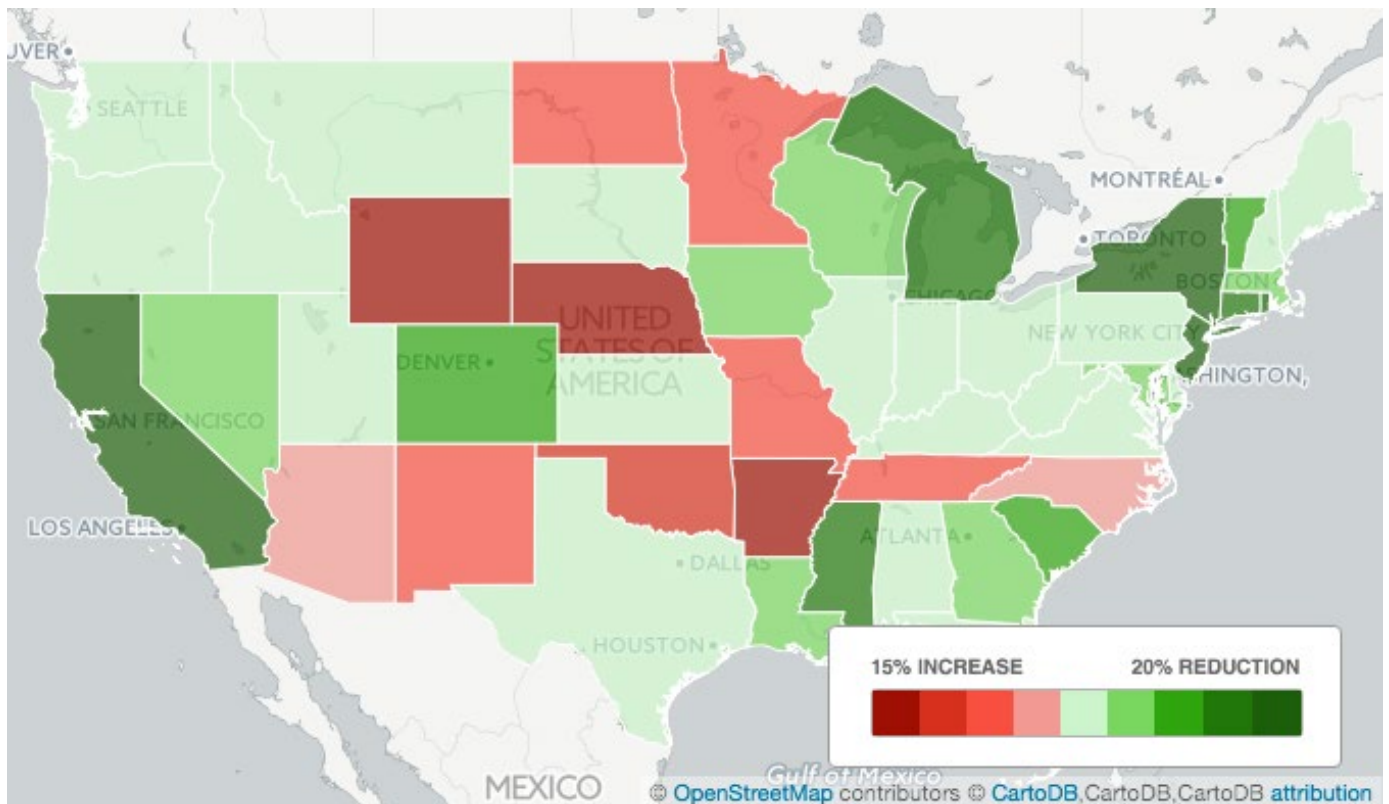 UVER
SEATTLE
MONTRÉAL
TORONTO
BOSTON
CHICAGO
NEW YORK CITY
UNITED
STATES OF
AMERICA
DENVER
SHINGTON,
SAN FRANCISCO
LOS ANGELES
ATLANTA
DALLAS
HOUSTON
15% INCREASE 20% REDUCTION
MEXICO
Gulf of Mexico
© OpenStreetMap contributors © CartoDB,CartoDB,CartoDB attribution